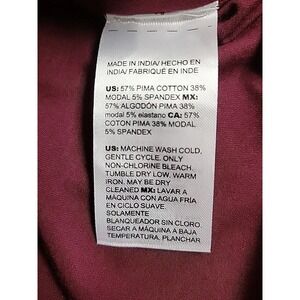 MADE IN INDIA/ HECHO EN
INDIA/ FABRIQUÉ EN INDE
US: 57% PIMA COTTON 38%
MODAL 5% SPANDEX MX:
57% ALGODÓN PIMA 38%
modal 5% elastano CA: 57%
COTON PIMA 38% MODAL
5% SPANDEX
US: MACHINE WASH COLD,
GENTLE CYCLE. ONLY
NON-CHLORINE BLEACH.
TUMBLE DRY LOW. WARM
IRON. MAY BE DRY
CLEANED MX: LAVAR A
MAQUINA CON AGUA FRÍA
EN CICLO SUAVE.
SOLAMENTE
BLANQUEADOR SIN CLORO.
SECAR A MÁQUINA A BAJA
TEMPERATURA. PLANCHAR